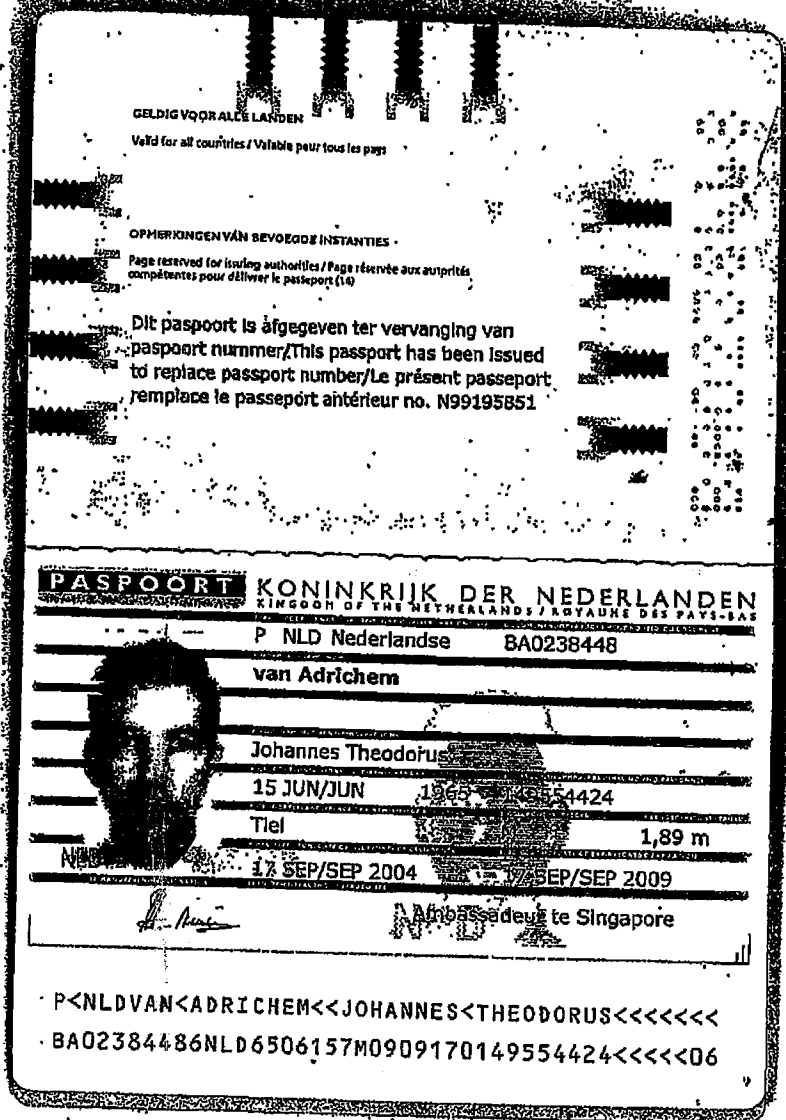 GELDIG VOOR ALLE LANDEN
Valid for all countries / Valable pour tous les pays
OPMERKINGEN VAN BEVOEGDE INSTANTIES
Page reserved for issuing authorities / Page réservée aux autorités
compétentes pour délivrer le passeport (14)
Dit paspoort is afgegeven ter vervanging van
paspoort nummer/This passport has been issued
to replace passport number/Le présent passeport
remplace le passeport antérieur no. N99195851
PASPOORT KONINKRIJK DER NEDERLANDEN
KINGDOM OF THE NETHERLANDS / ROYAUME DES PAYS-BAS
P NLD Nederlandse BA0238448
van Adrichem
Johannes Theodorus
15 JUN/JUN 1965 149554424
Tiel 1,89 m
17 SEP/SEP 2004 17 SEP/SEP 2009
Ambassadeur te Singapore
P<NLDVAN<ADRICHEM<<JOHANNES<THEODORUS<<<<<<<
BA02384486NLD6506157M0909170149554424<<<<<06